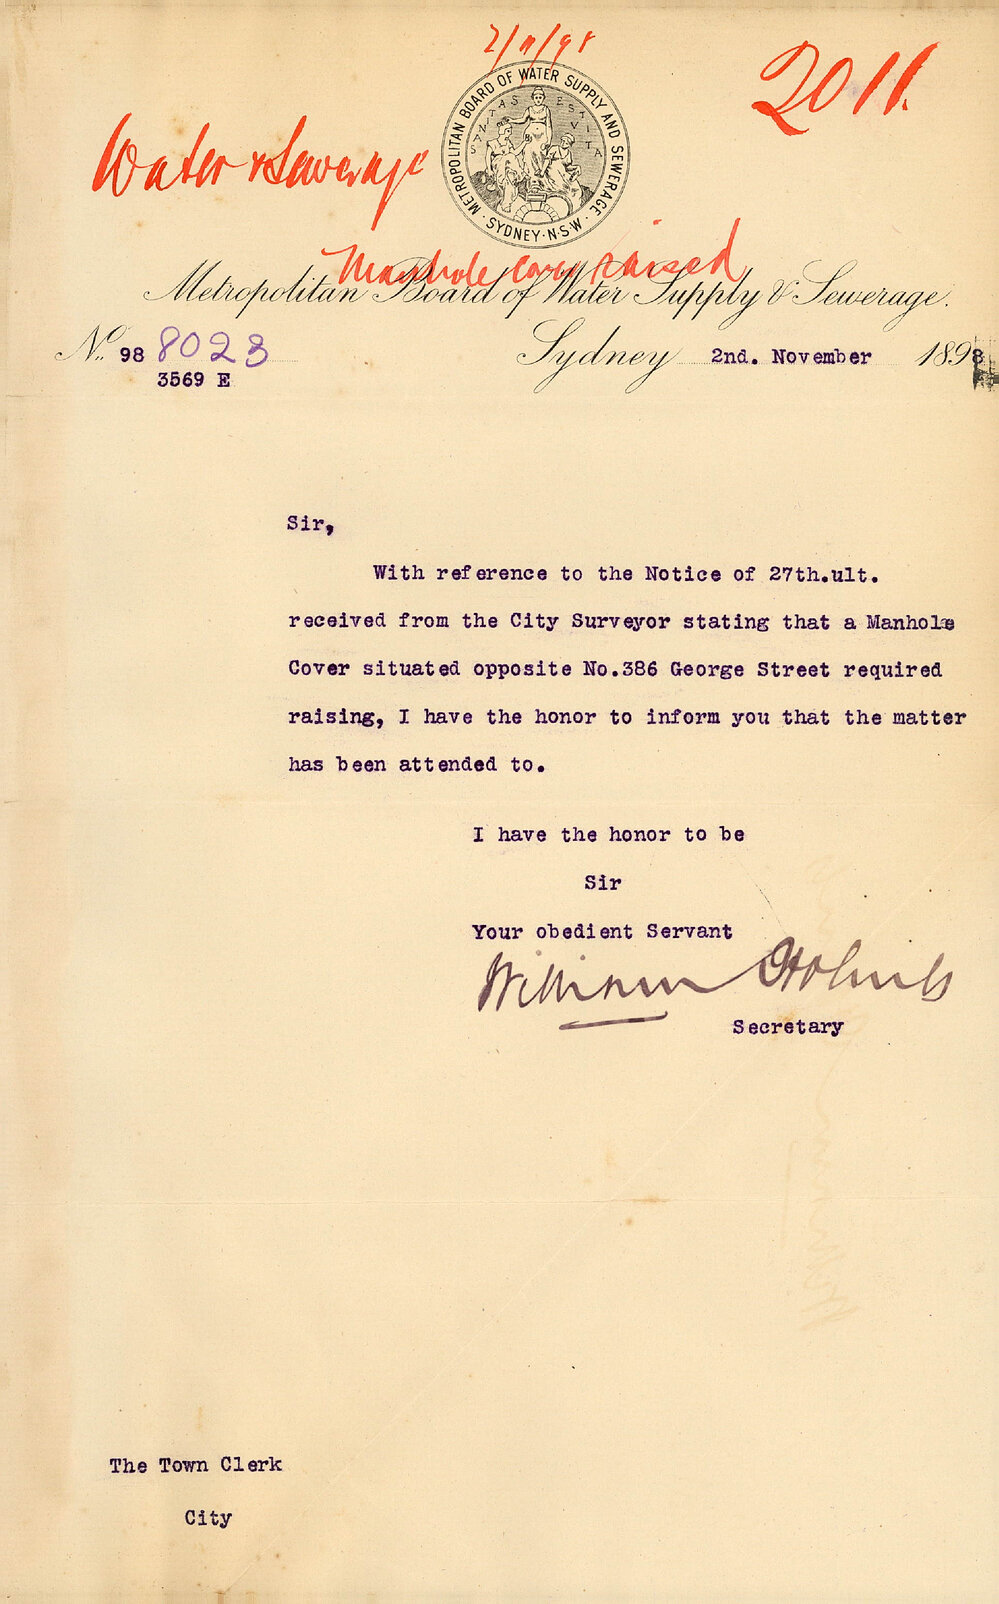 2/11/98
2011.
Water & Sewerage
METROPOLITAN BOARD OF WATER SUPPLY AND SEWERAGE.
SANITAS EST VITA
· SYDNEY · N·S·W ·
Manhole cover raised
Metropolitan Board of Water Supply & Sewerage.
No. 98 8023
3569 E
Sydney 2nd. November 1898
Sir,
With reference to the Notice of 27th.ult.
received from the City Surveyor stating that a Manhole
Cover situated opposite No.386 George Street required
raising, I have the honor to inform you that the matter
has been attended to.
I have the honor to be
Sir
Your obedient Servant
William Holmes
Secretary
The Town Clerk
City